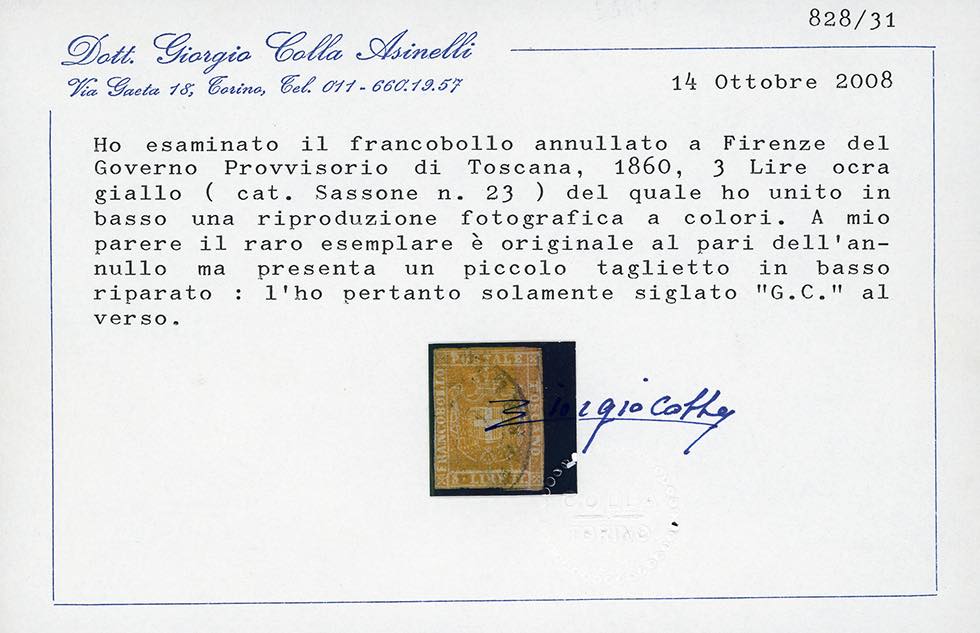 828/31
Dott. Giorgio Colla Asinelli
Via Gaeta 18, Torino, Tel. 011 - 660.19.57
14 Ottobre 2008
Ho esaminato il francobollo annullato a Firenze del
Governo Provvisorio di Toscana, 1860, 3 Lire ocra
giallo ( cat. Sassone n. 23 ) del quale ho unito in
basso una riproduzione fotografica a colori. A mio
parere il raro esemplare è originale al pari dell'an-
nullo ma presenta un piccolo taglietto in basso
riparato : l'ho pertanto solamente siglato "G.C." al
verso.
FRANCOBOLLO
POSTALE
3 LIRE
Giorgio Colla
COLLA
TORINO